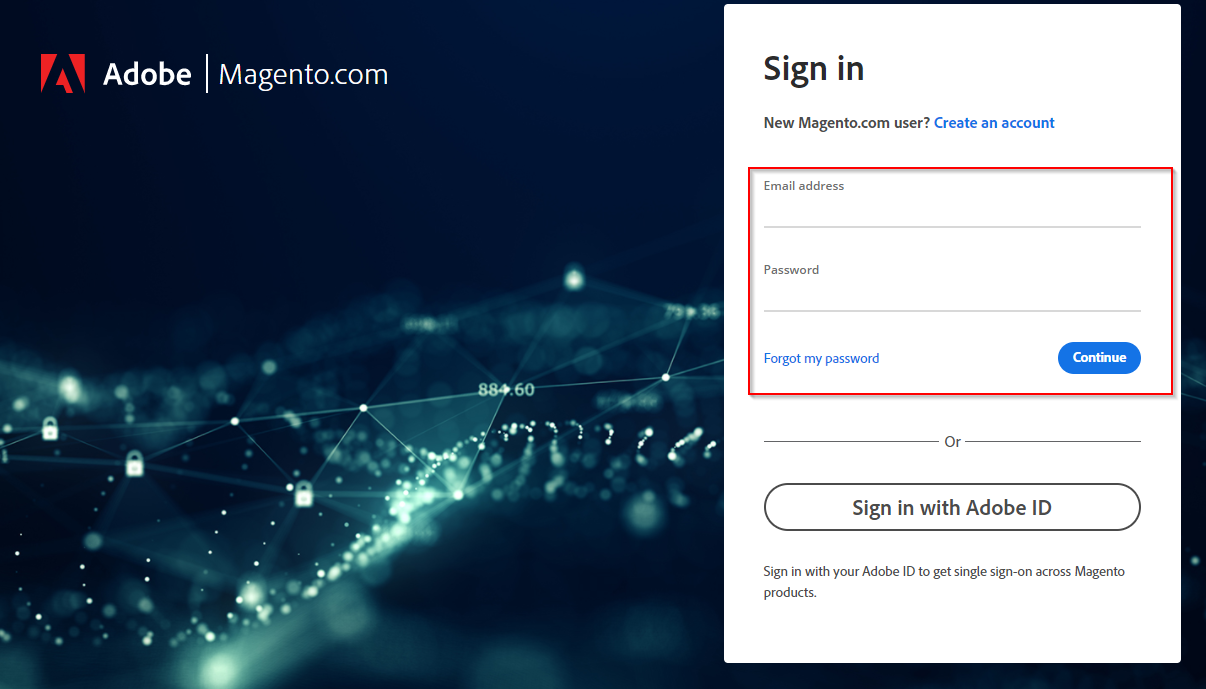 Adobe | Magento.com
Sign in
New Magento.com user? Create an account
Email address
Password
Forgot my password
Continue
Or
Sign in with Adobe ID
Sign in with your Adobe ID to get single sign-on across Magento
products.
884.60